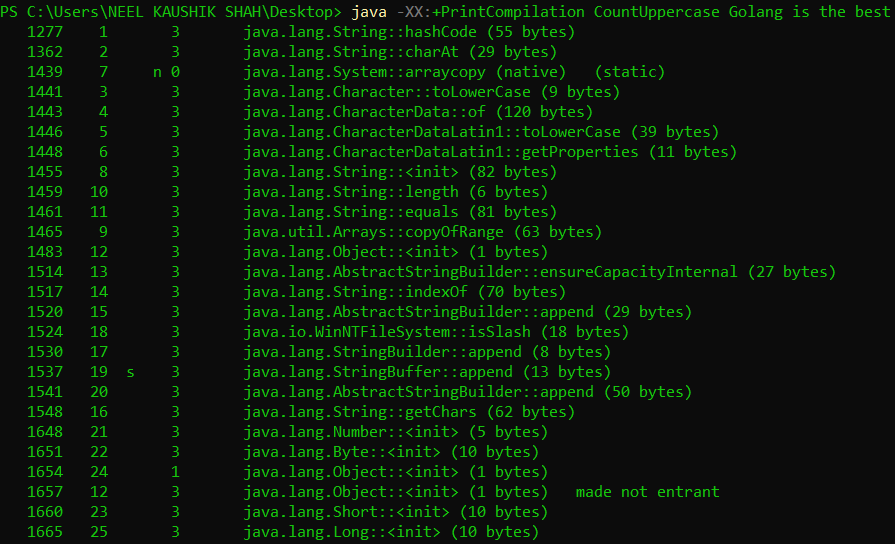 PS C:\Users\NEEL KAUSHIK SHAH\Desktop> java -XX:+PrintCompilation CountUppercase Golang is the best
1277 1 3 java.lang.String::hashCode (55 bytes)
1362 2 3 java.lang.String::charAt (29 bytes)
1439 7 n 0 java.lang.System::arraycopy (native) (static)
1441 3 3 java.lang.Character::toLowerCase (9 bytes)
1443 4 3 java.lang.CharacterData::of (120 bytes)
1446 5 3 java.lang.CharacterDataLatin1::toLowerCase (39 bytes)
1448 6 3 java.lang.CharacterDataLatin1::getProperties (11 bytes)
1455 8 3 java.lang.String::<init> (82 bytes)
1459 10 3 java.lang.String::length (6 bytes)
1461 11 3 java.lang.String::equals (81 bytes)
1465 9 3 java.util.Arrays::copyOfRange (63 bytes)
1483 12 3 java.lang.Object::<init> (1 bytes)
1514 13 3 java.lang.AbstractStringBuilder::ensureCapacityInternal (27 bytes)
1517 14 3 java.lang.String::indexOf (70 bytes)
1520 15 3 java.lang.AbstractStringBuilder::append (29 bytes)
1524 18 3 java.io.WinNTFileSystem::isSlash (18 bytes)
1530 17 3 java.lang.StringBuilder::append (8 bytes)
1537 19 s 3 java.lang.StringBuffer::append (13 bytes)
1541 20 3 java.lang.AbstractStringBuilder::append (50 bytes)
1548 16 3 java.lang.String::getChars (62 bytes)
1648 21 3 java.lang.Number::<init> (5 bytes)
1651 22 3 java.lang.Byte::<init> (10 bytes)
1654 24 1 java.lang.Object::<init> (1 bytes)
1657 12 3 java.lang.Object::<init> (1 bytes) made not entrant
1660 23 3 java.lang.Short::<init> (10 bytes)
1665 25 3 java.lang.Long::<init> (10 bytes)